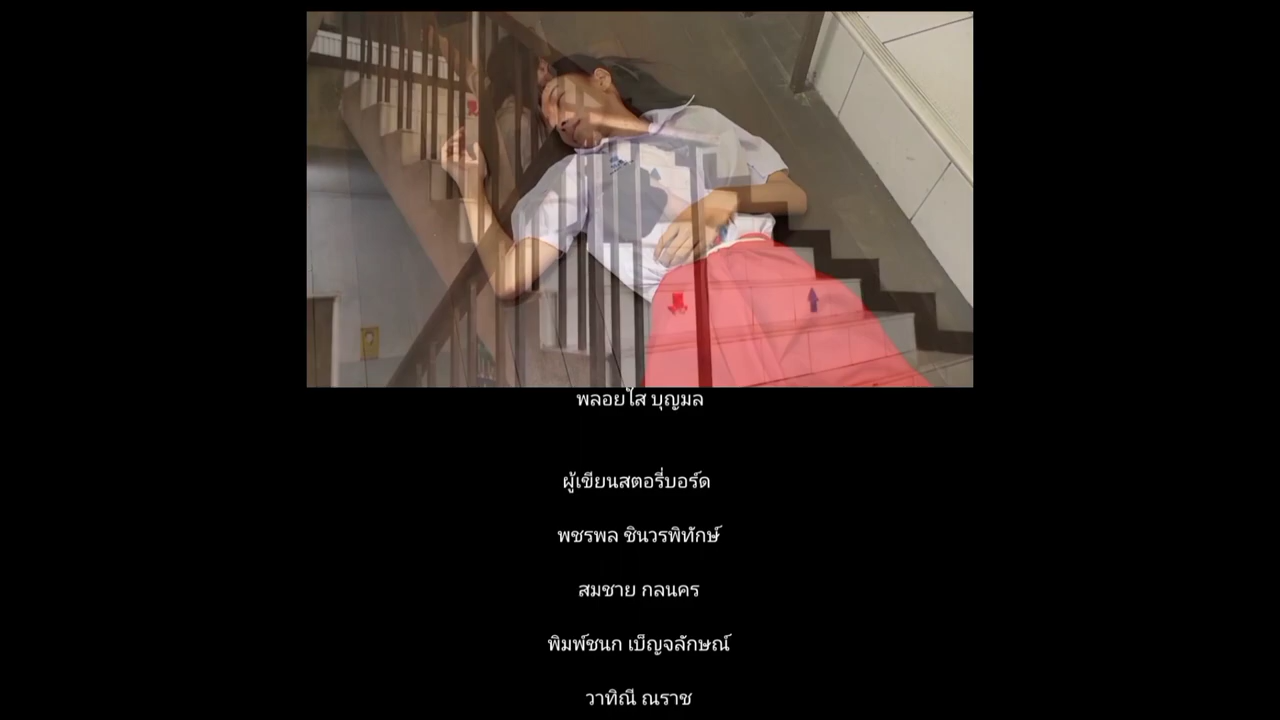 พลอยใส บุญมล
ผู้เขียนสตอรี่บอร์ด
พชรพล ชินวรพิทักษ์
สมชาย กลนคร
พิมพ์ชนก เบ็ญจลักษณ์
วาทิณี ณราช